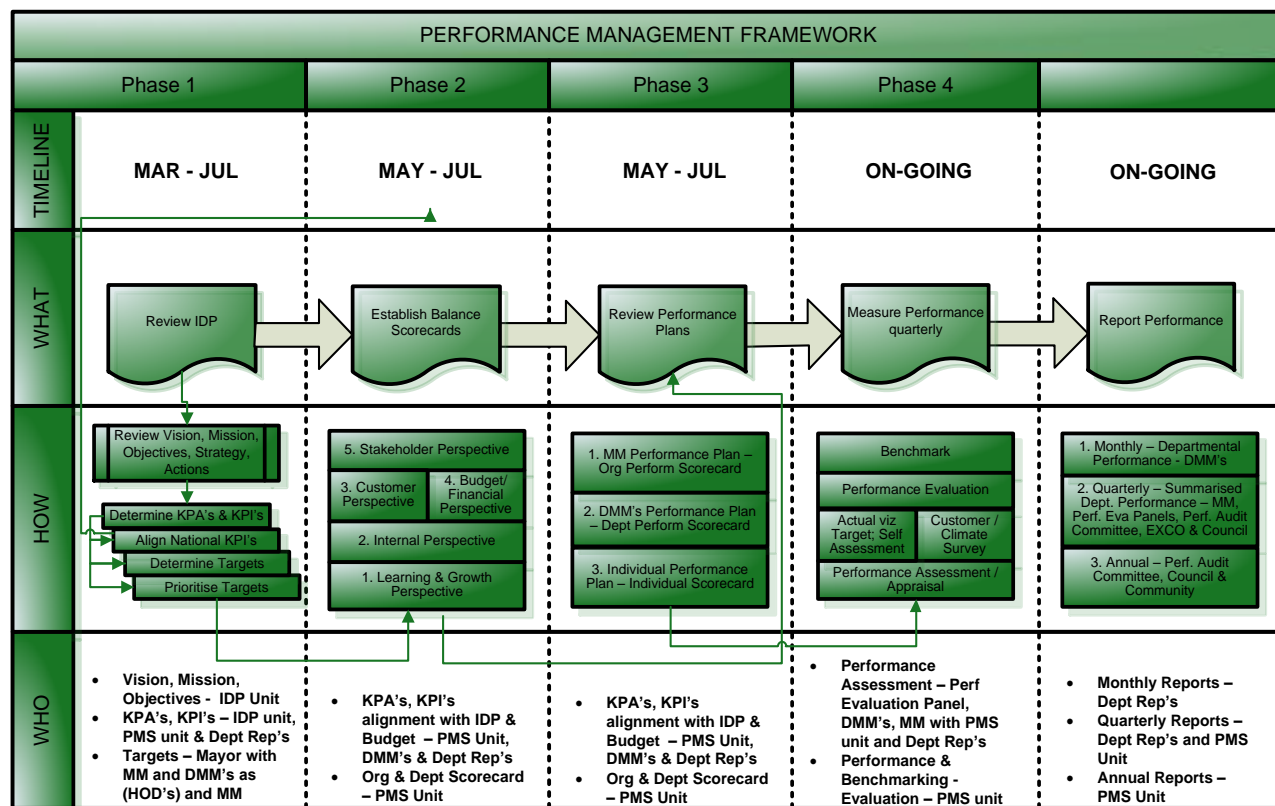 PERFORMANCE MANAGEMENT FRAMEWORK
Phase 1
Phase 2
Phase 3
Phase 4
TIMELINE
MAR - JUL
MAY - JUL
MAY - JUL
ON-GOING
ON-GOING
WHAT
Review IDP
Establish Balance
Scorecards
Review Performance
Plans
Measure Performance
quarterly
Report Performance
HOW
Review Vision, Mission,
Objectives, Strategy,
Actions
Determine KPA's & KPI's
Align National KPI's
Determine Targets
Prioritise Targets
5. Stakeholder Perspective
3. Customer
Perspective
4. Budget/
Financial
Perspective
2. Internal Perspective
1. Learning & Growth
Perspective
1. MM Performance Plan –
Org Perform Scorecard
2. DMM's Performance Plan
– Dept Perform Scorecard
3. Individual Performance
Plan – Individual Scorecard
Benchmark
Performance Evaluation
Actual viz
Target; Self
Assessment
Customer /
Climate
Survey
Performance Assessment /
Appraisal
1. Monthly – Departmental
Performance - DMM's
2. Quarterly – Summarised
Dept. Performance – MM,
Perf. Eva Panels, Perf. Audit
Committee, EXCO & Council
3. Annual – Perf. Audit
Committee, Council &
Community
WHO
• Vision, Mission,
Objectives - IDP Unit
• KPA's, KPI's – IDP unit,
PMS unit & Dept Rep's
• Targets – Mayor with
MM and DMM's as
(HOD's) and MM
• KPA's, KPI's
alignment with IDP &
Budget – PMS Unit,
DMM's & Dept Rep's
• Org & Dept Scorecard
– PMS Unit
• KPA's, KPI's
alignment with IDP &
Budget – PMS Unit,
DMM's & Dept Rep's
• Org & Dept Scorecard
– PMS Unit
• Performance
Assessment – Perf
Evaluation Panel,
DMM's, MM with PMS
unit and Dept Rep's
• Performance &
Benchmarking -
Evaluation – PMS unit
• Monthly Reports –
Dept Rep's
• Quarterly Reports –
Dept Rep's and PMS
Unit
• Annual Reports –
PMS Unit